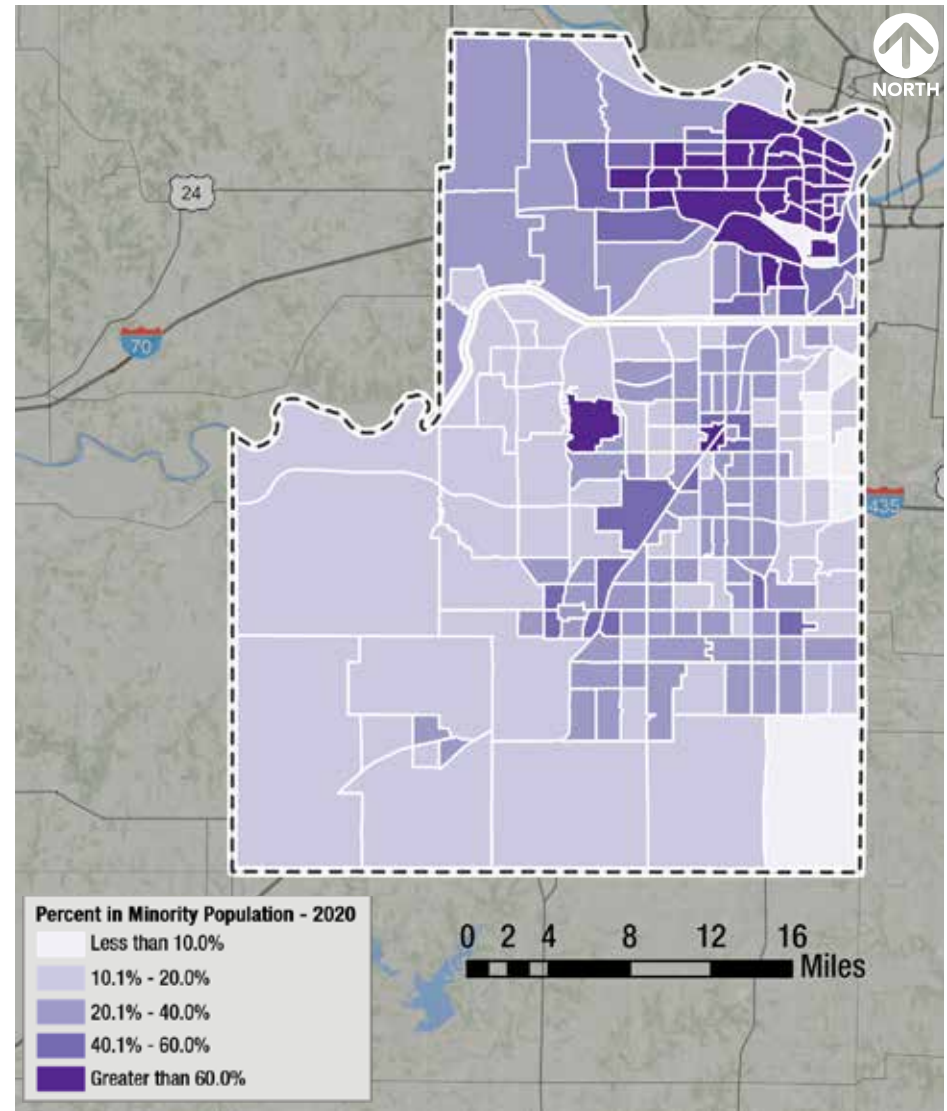 NORTH
24
70
435
Percent in Minority Population - 2020
Less than 10.0%
10.1% - 20.0%
20.1% - 40.0%
40.1% - 60.0%
Greater than 60.0%
0 2 4 8 12 16
Miles